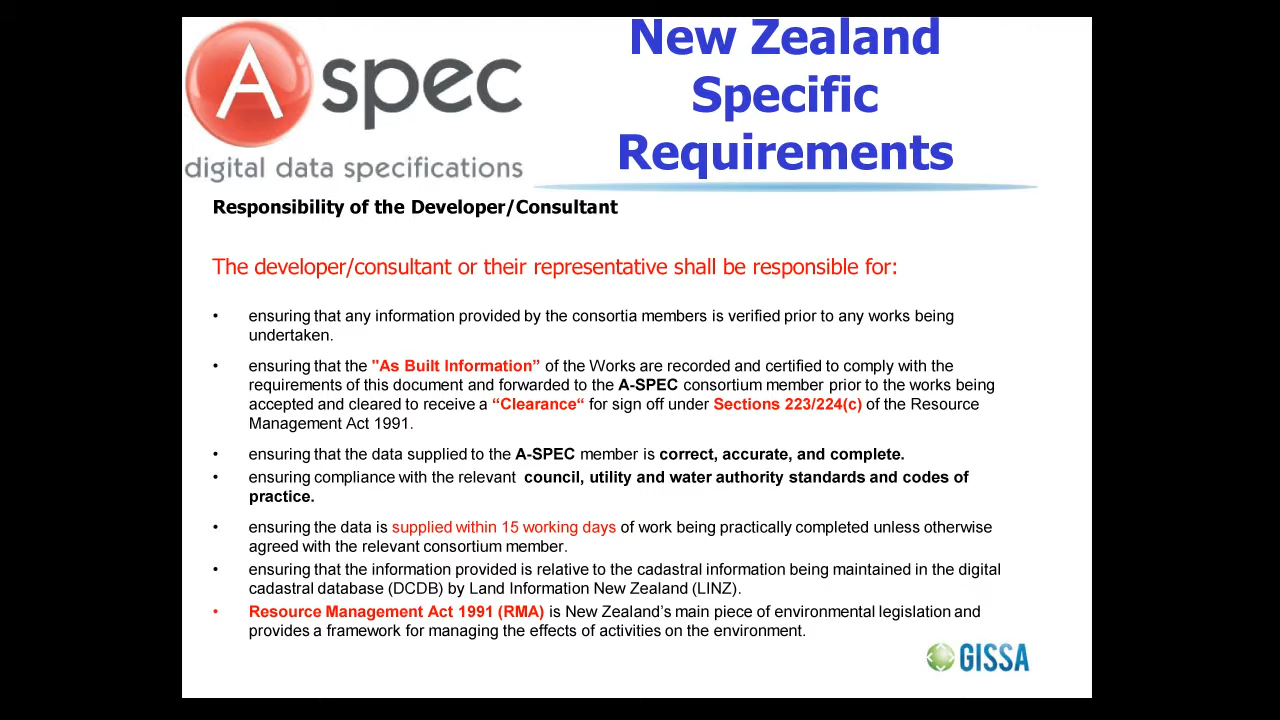 A spec
digital data specifications
New Zealand
Specific
Requirements
Responsibility of the Developer/Consultant
The developer/consultant or their representative shall be responsible for:
• ensuring that any information provided by the consortia members is verified prior to any works being
undertaken.
• ensuring that the "As Built Information” of the Works are recorded and certified to comply with the
requirements of this document and forwarded to the A-SPEC consortium member prior to the works being
accepted and cleared to receive a “Clearance“ for sign off under Sections 223/224(c) of the Resource
Management Act 1991.
• ensuring that the data supplied to the A-SPEC member is correct, accurate, and complete.
• ensuring compliance with the relevant council, utility and water authority standards and codes of
practice.
• ensuring the data is supplied within 15 working days of work being practically completed unless otherwise
agreed with the relevant consortium member.
• ensuring that the information provided is relative to the cadastral information being maintained in the digital
cadastral database (DCDB) by Land Information New Zealand (LINZ).
• Resource Management Act 1991 (RMA) is New Zealand’s main piece of environmental legislation and
provides a framework for managing the effects of activities on the environment.
GISSA